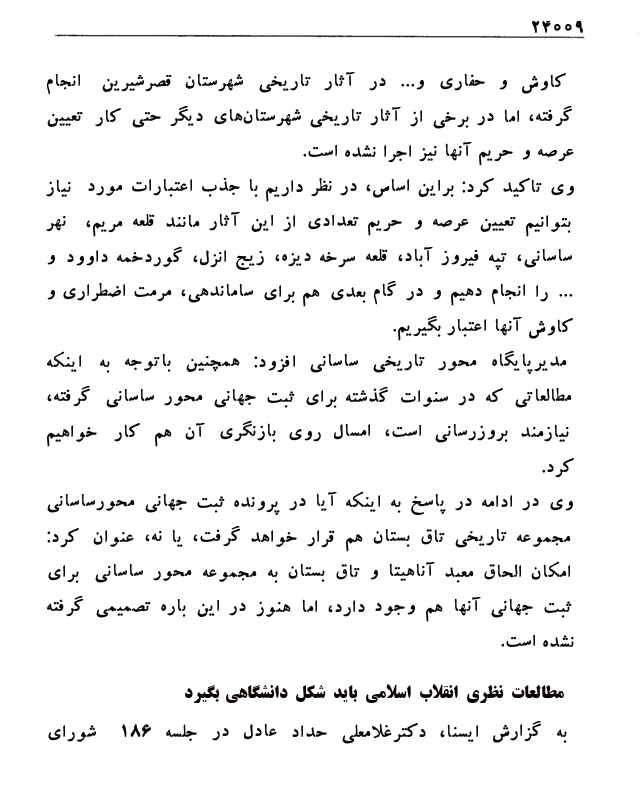 ۲۴۰۰۹
کاوش و حفاری و... در آثار تاریخی شهرستان قصرشیرین انجام
گرفته، اما در برخی از آثار تاریخی شهرستان‌های دیگر حتی کار تعیین
عرصه و حریم آنها نیز اجرا نشده است.
وی تاکید کرد: براین اساس، در نظر داریم با جذب اعتبارات مورد نیاز
بتوانیم تعیین عرصه و حریم تعدادی از این آثار مانند قلعه مریم، نهر
ساسانی، تپه فیروز آباد، قلعه سرخه دیزه، زیج انزل، گوردخمه داوود و
... را انجام دهیم و در گام بعدی هم برای ساماندهی، مرمت اضطراری و
کاوش آنها اعتبار بگیریم.
مدیرپایگاه محور تاریخی ساسانی افزود: همچنین باتوجه به اینکه
مطالعاتی که در سنوات گذشته برای ثبت جهانی محور ساسانی گرفته،
نیازمند بروزرسانی است، امسال روی بازنگری آن هم کار خواهیم
کرد.
وی در ادامه در پاسخ به اینکه آیا در پرونده ثبت جهانی محورساسانی
مجموعه تاریخی تاق بستان هم قرار خواهد گرفت، یا نه، عنوان کرد:
امکان الحاق معبد آناهیتا و تاق بستان به مجموعه محور ساسانی برای
ثبت جهانی آنها هم وجود دارد، اما هنوز در این باره تصمیمی گرفته
نشده است.
مطالعات نظری انقلاب اسلامی باید شکل دانشگاهی بگیرد
به گزارش ایسنا، دکترغلامعلی حداد عادل در جلسه ۱۸۶ شورای